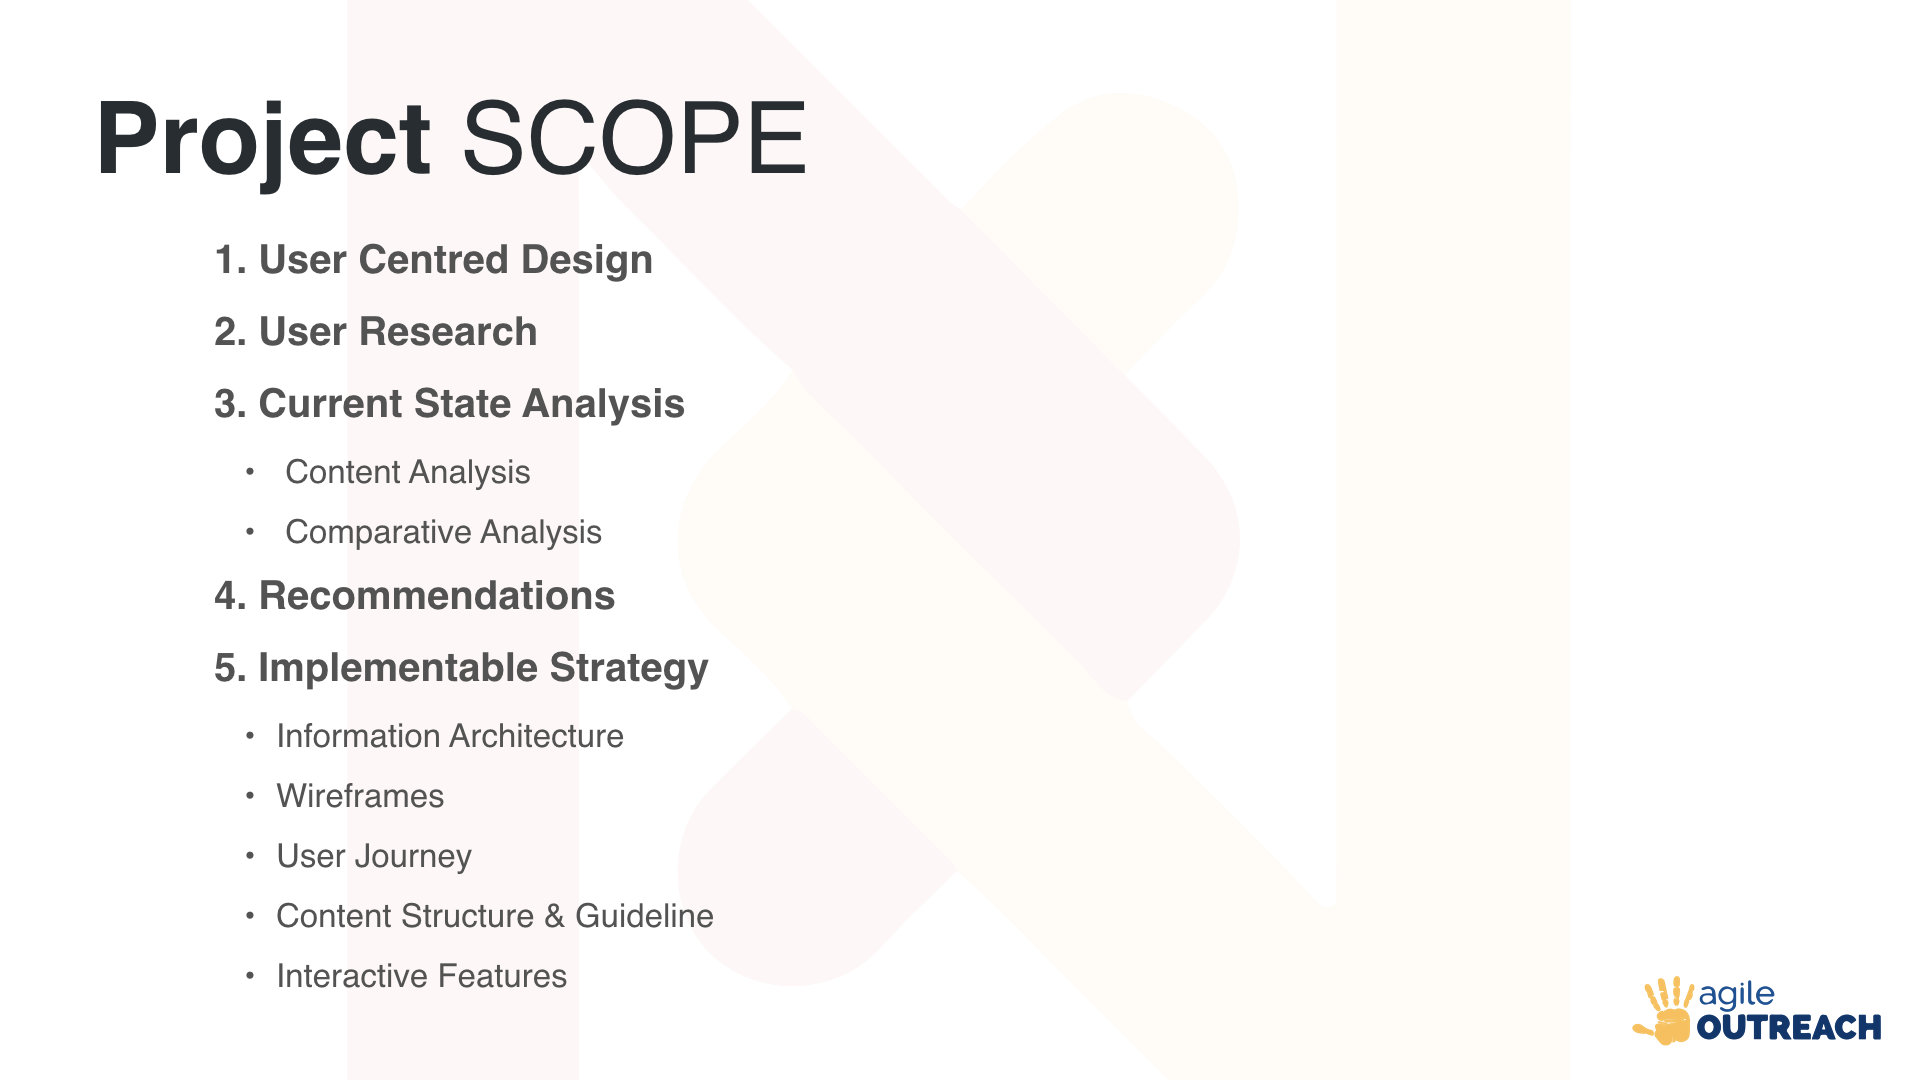 Project SCOPE
1. User Centred Design
2. User Research
3. Current State Analysis
• Content Analysis
• Comparative Analysis
4. Recommendations
5. Implementable Strategy
• Information Architecture
• Wireframes
• User Journey
• Content Structure & Guideline
• Interactive Features
agile
OUTREACH